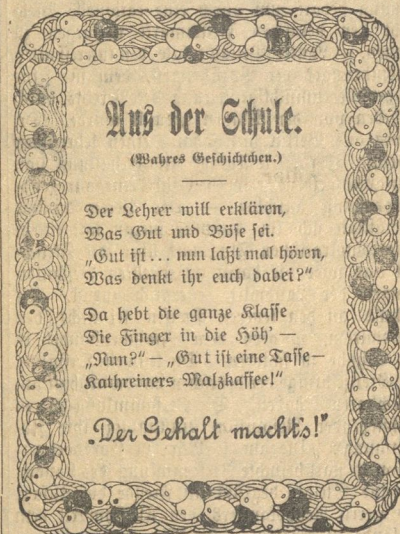 Aus der Schule.
(Wahres Geschichtchen.)
Der Lehrer will erklären,
Was Gut und Böse sei.
„Gut ist... nun laßt mal hören,
Was denkt ihr euch dabei?“
Da hebt die ganze Klasse
Die Finger in die Höh' —
„Nun?“ — „Gut ist eine Tasse—
Kathreiners Malzkaffee!“
„Der Gehalt macht's!“